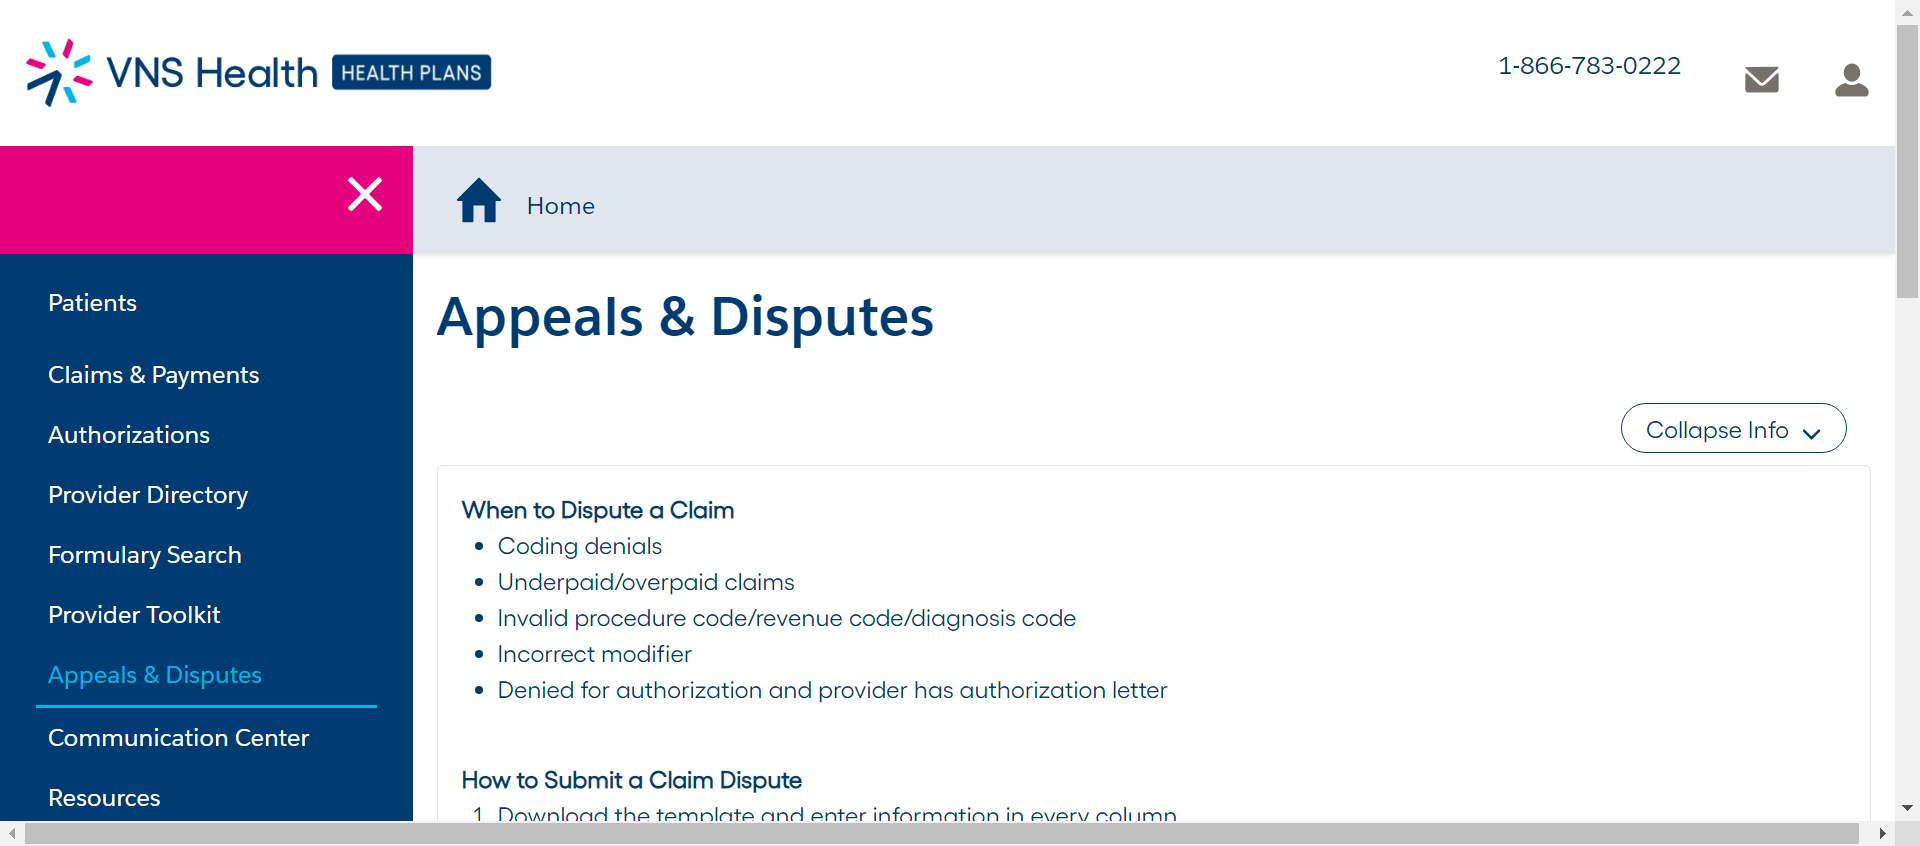 VNS Health HEALTH PLANS
1-866-783-0222
Home
Patients
Claims & Payments
Authorizations
Provider Directory
Formulary Search
Provider Toolkit
Appeals & Disputes
Communication Center
Resources
Appeals & Disputes
Collapse Info
When to Dispute a Claim
• Coding denials
• Underpaid/overpaid claims
• Invalid procedure code/revenue code/diagnosis code
• Incorrect modifier
• Denied for authorization and provider has authorization letter
How to Submit a Claim Dispute
1. Download the template and enter information in every column